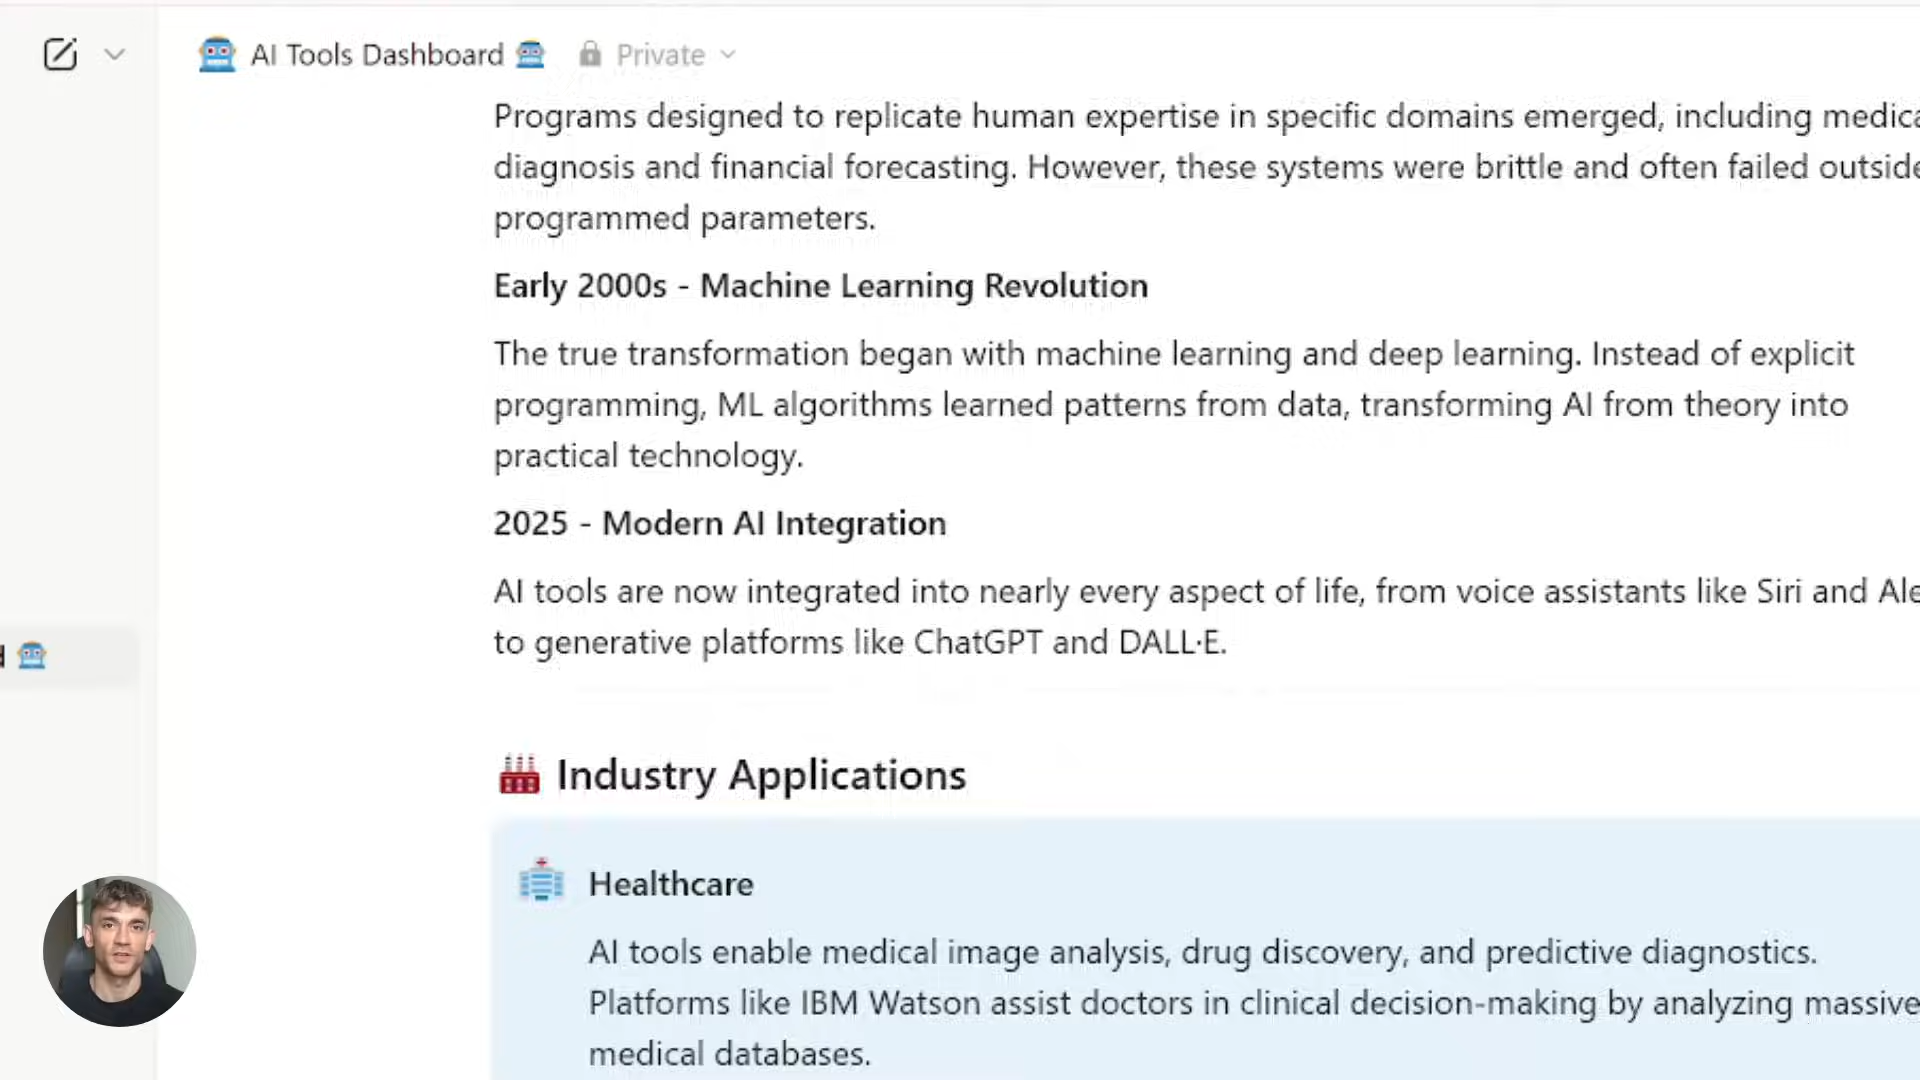 AI Tools Dashboard Private
Programs designed to replicate human expertise in specific domains emerged, including
diagnosis and financial forecasting. However, these systems were brittle and often failed
programmed parameters.
Early 2000s - Machine Learning Revolution
The true transformation began with machine learning and deep learning. Instead of explicit
programming, ML algorithms learned patterns from data, transforming AI from theory into
practical technology.
2025 - Modern AI Integration
AI tools are now integrated into nearly every aspect of life, from voice assistants like Siri and
to generative platforms like ChatGPT and DALL·E.
Industry Applications
Healthcare
AI tools enable medical image analysis, drug discovery, and predictive diagnostics.
Platforms like IBM Watson assist doctors in clinical decision-making by analyzing massive
medical databases.